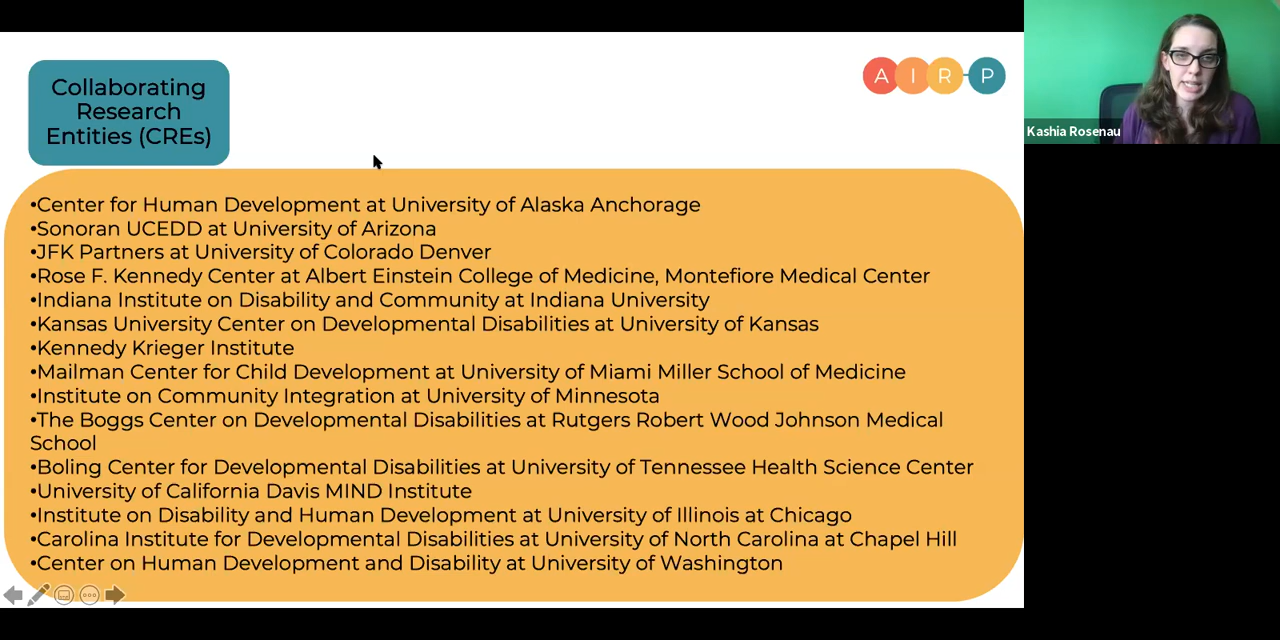 Collaborating
Research
Entities (CREs)
A I R - P
Kashia Rosenau
•Center for Human Development at University of Alaska Anchorage
•Sonoran UCEDD at University of Arizona
•JFK Partners at University of Colorado Denver
•Rose F. Kennedy Center at Albert Einstein College of Medicine, Montefiore Medical Center
•Indiana Institute on Disability and Community at Indiana University
•Kansas University Center on Developmental Disabilities at University of Kansas
•Kennedy Krieger Institute
•Mailman Center for Child Development at University of Miami Miller School of Medicine
•Institute on Community Integration at University of Minnesota
•The Boggs Center on Developmental Disabilities at Rutgers Robert Wood Johnson Medical
School
•Boling Center for Developmental Disabilities at University of Tennessee Health Science Center
•University of California Davis MIND Institute
•Institute on Disability and Human Development at University of Illinois at Chicago
•Carolina Institute for Developmental Disabilities at University of North Carolina at Chapel Hill
•Center on Human Development and Disability at University of Washington